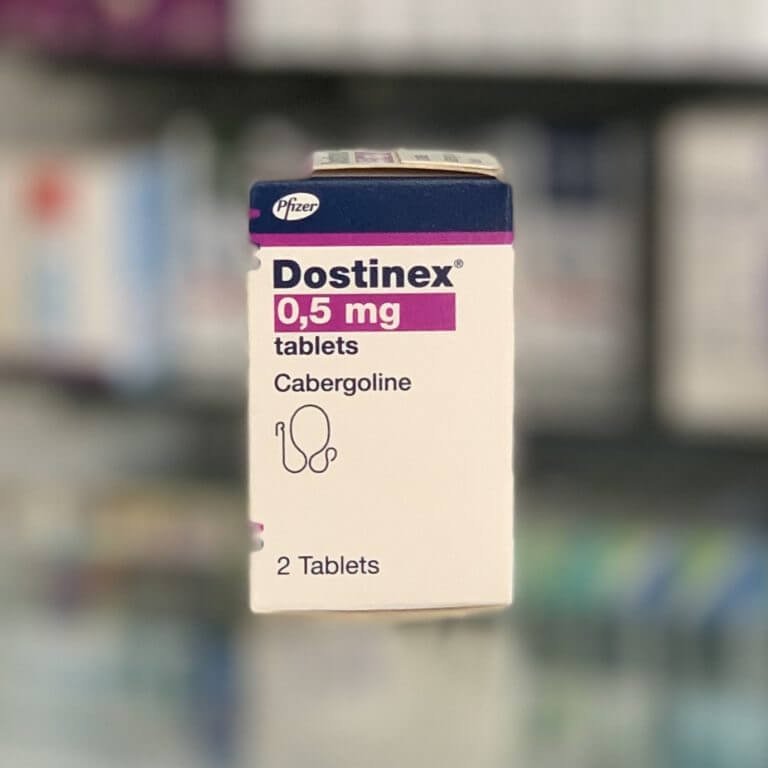 Pfizer
Dostinex®
0,5 mg
tablets
Cabergoline
2 Tablets